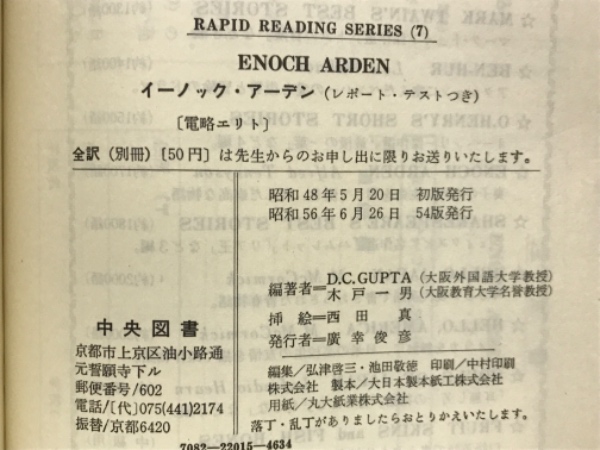 RAPID READING SERIES (7)
ENOCH ARDEN
イーノック・アーデン (レポート・テストつき)
〔電略エリト〕
全訳(別冊)〔50円〕は先生からのお申し出に限りお送りいたします。
昭和48年5月20日 初版発行
昭和56年6月26日 54版発行
編著者=D.C.GUPTA(大阪外国語大学教授)
木戸一男(大阪教育大学名誉教授)
挿絵=西田 真
発行者=廣幸俊彦
編集/弘津啓三・池田敬徳 印刷/中村印刷
株式会社 製本/大日本製本紙工株式会社
用紙/丸大紙業株式会社
落丁・乱丁がありましたらおとりかえいたします。
中央図書
京都市上京区油小路通
元誓願寺下ル
郵便番号/602
電話/〔代〕075(441)2174
振替/京都6420
7082-22015-4634